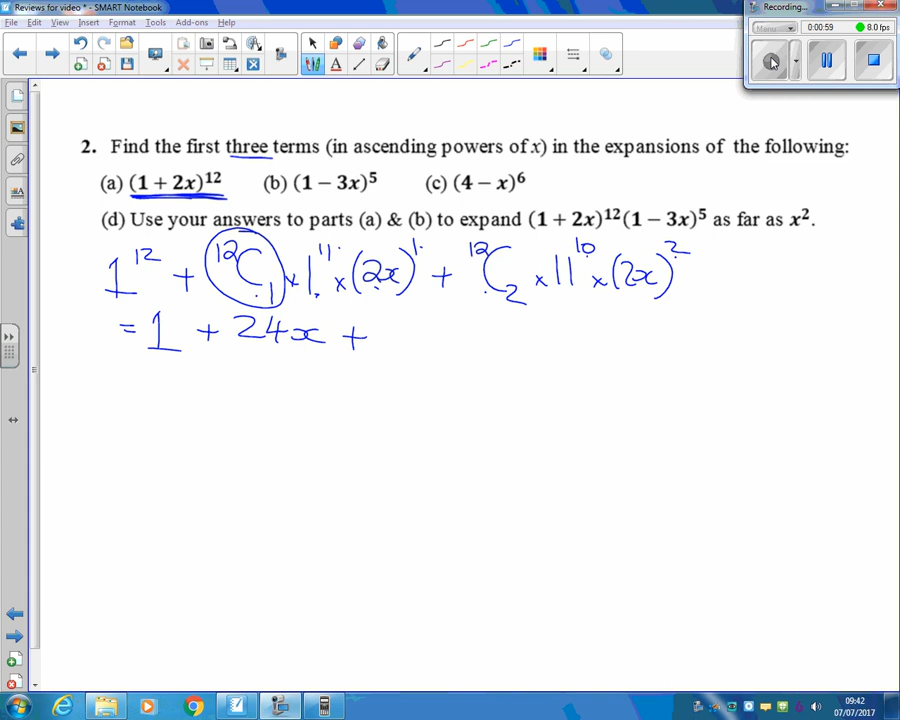 Reviews for video * - SMART Notebook
Recording...
File Edit View Insert Format Tools Add-ons Help
Menu 0:00:59 8.0 fps
2. Find the first three terms (in ascending powers of x) in the expansions of the following:
(a) (1 + 2x)¹² (b) (1 − 3x)⁵ (c) (4 − x)⁶
(d) Use your answers to parts (a) & (b) to expand (1 + 2x)¹²(1 − 3x)⁵ as far as x².
1¹² + ¹²C₁ × 1¹¹ × (2x)¹ + ¹²C₂ × 11¹⁰ × (2x)²
= 1 + 24x +
09:42
07/07/2017